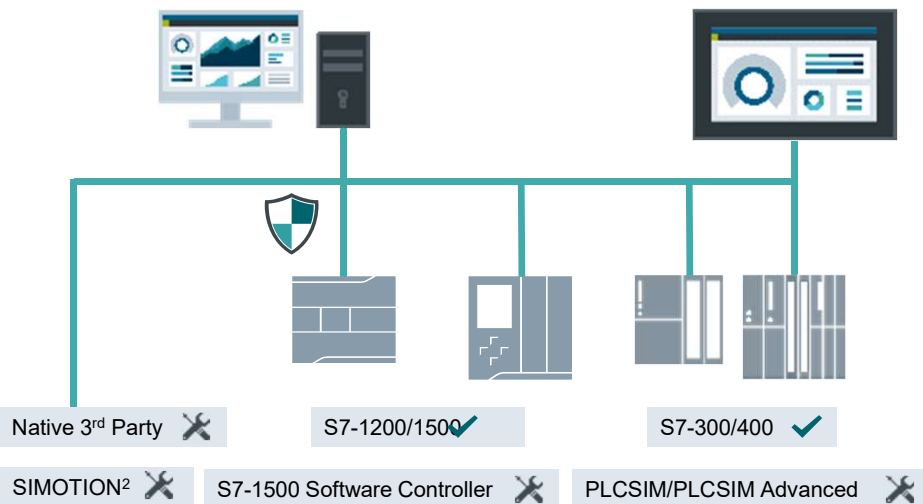 Native 3rd Party
S7-1200/1500
S7-300/400
SIMOTION2
S7-1500 Software Controller
PLCSIM/PLCSIM Advanced